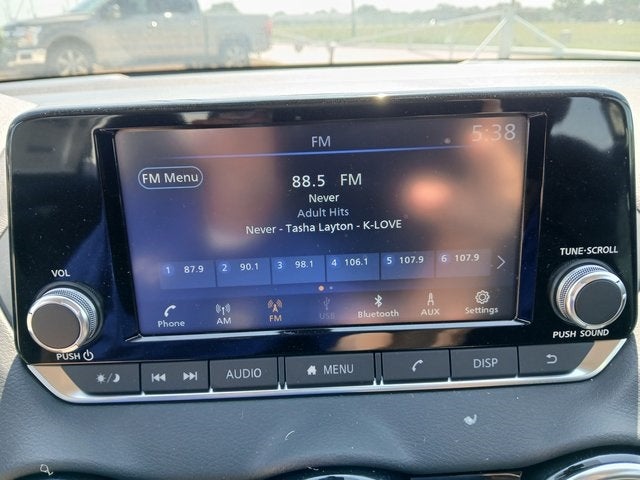 FM 5:38
FM Menu
88.5 FM
Never
Adult Hits
Never - Tasha Layton - K-LOVE
1 87.9 2 90.1 3 98.1 4 106.1 5 107.9 6 107.9
Phone AM FM USB Bluetooth AUX Settings
VOL
PUSH
TUNE·SCROLL
PUSH SOUND
AUDIO MENU DISP